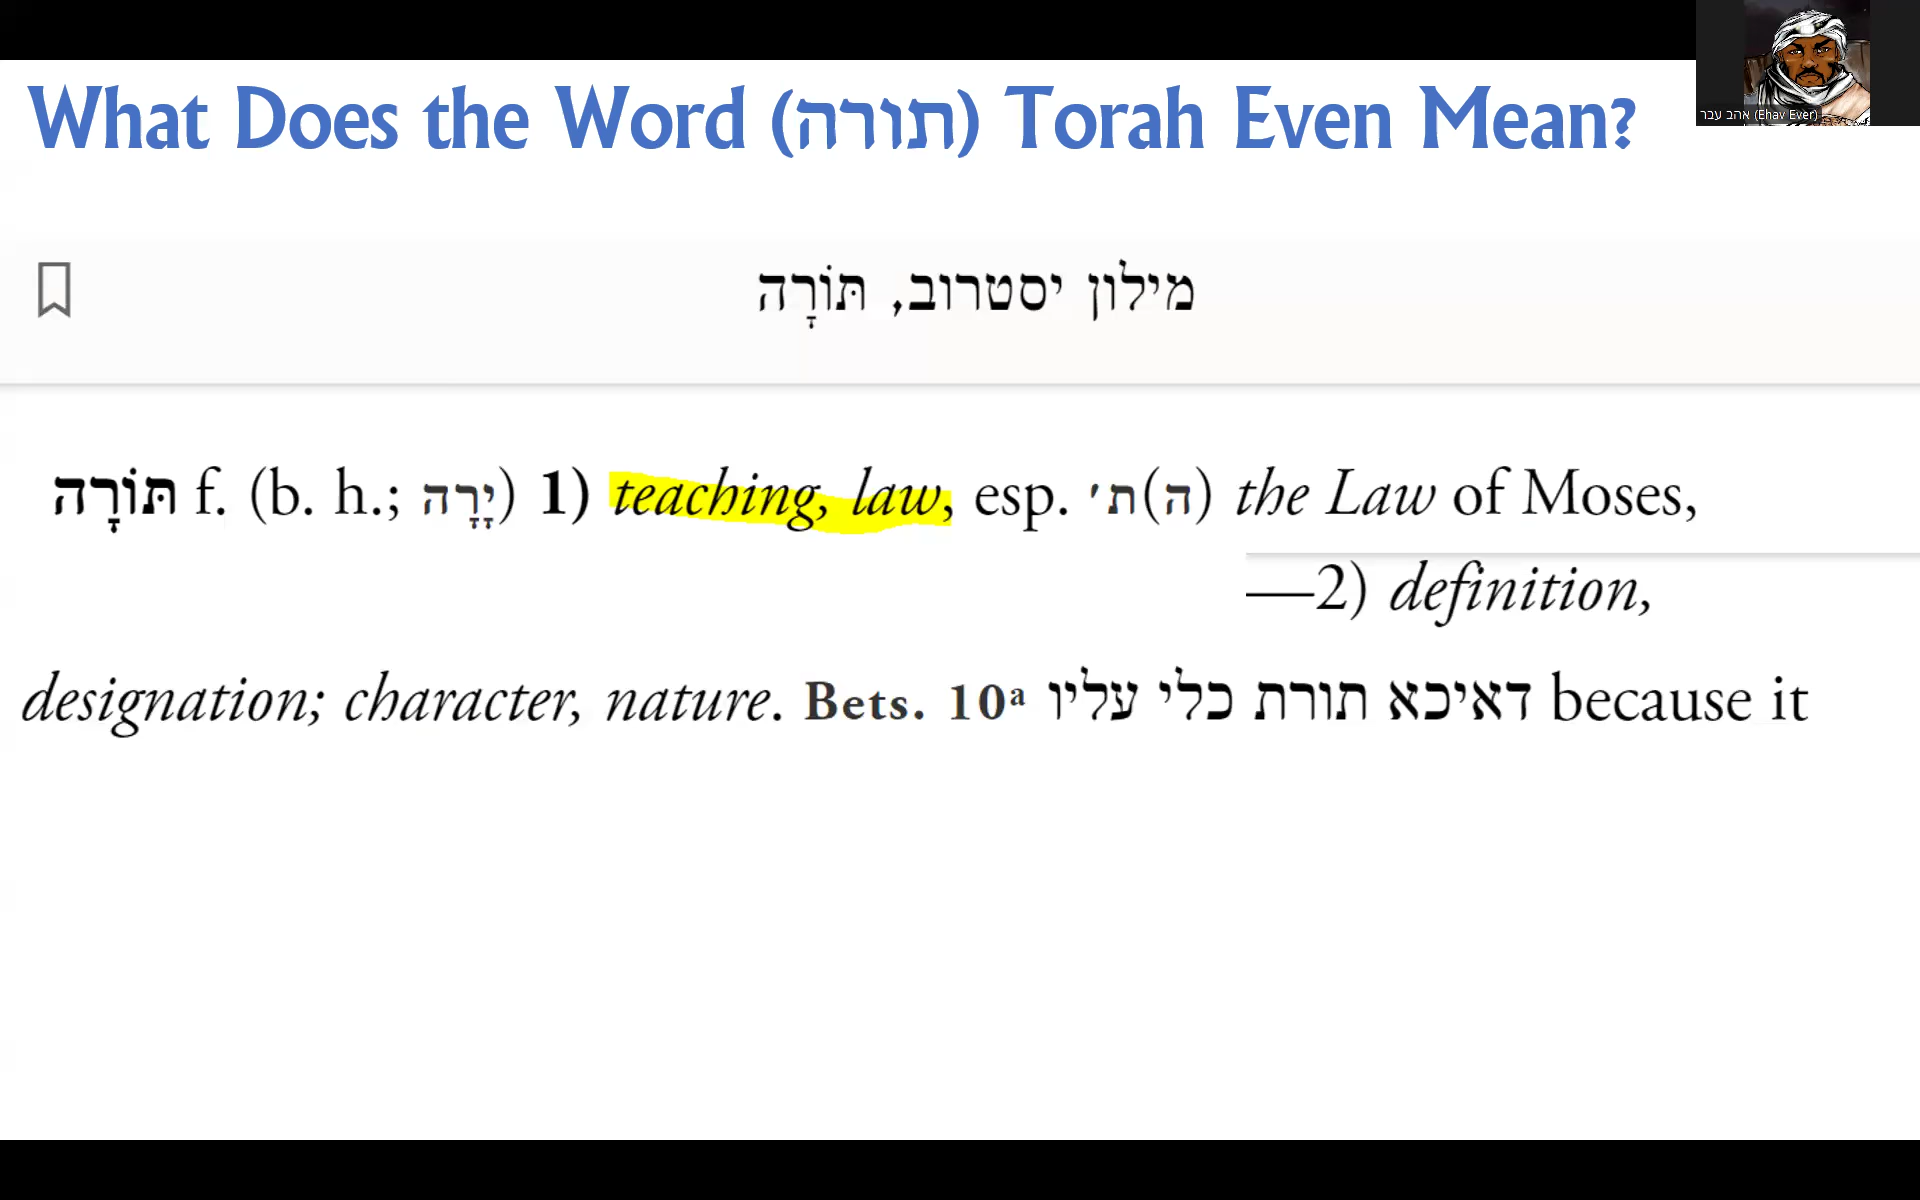 What Does the Word (תורה) Torah Even Mean?
אהב עבר (Ehav Ever)
מילון יסטרוב, תּוֹרָה
תּוֹרָה f. (b. h.; יָרָה) 1) teaching, law, esp. ת׳(ה) the Law of Moses,
—2) definition,
designation; character, nature. Bets. 10ᵃ דאיכא תורת כלי עליו because it